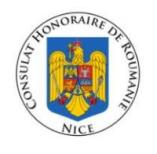 CONSULAT HONORAIRE DE ROUMANIE
NICE